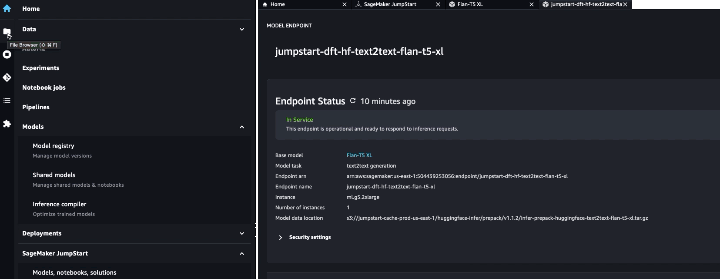 Home
Data
File Browser (⇧ ⌘ F)
Experiments
Notebook jobs
Pipelines
Models
Model registry
Manage model versions
Shared models
Manage shared models & notebooks
Inference compiler
Optimize trained models
Deployments
SageMaker JumpStart
Models, notebooks, solutions
Home
SageMaker JumpStart
Flan-T5 XL
jumpstart-dft-hf-text2text-fla
MODEL ENDPOINT
jumpstart-dft-hf-text2text-flan-t5-xl
Endpoint Status 10 minutes ago
In Service
This endpoint is operational and ready to respond to inference requests.
Base model Flan-T5 XL
Model task text2text generation
Endpoint arn arn:aws:sagemaker:us-east-1:504439253056:endpoint/jumpstart-dft-hf-text2text-flan-t5-xl
Endpoint name jumpstart-dft-hf-text2text-flan-t5-xl
Instance ml.g5.2xlarge
Number of instances 1
Model data location s3://jumpstart-cache-prod-us-east-1/huggingface-infer/prepack/v1.1.2/infer-prepack-huggingface-text2text-flan-t5-xl.tar.gz
Security settings